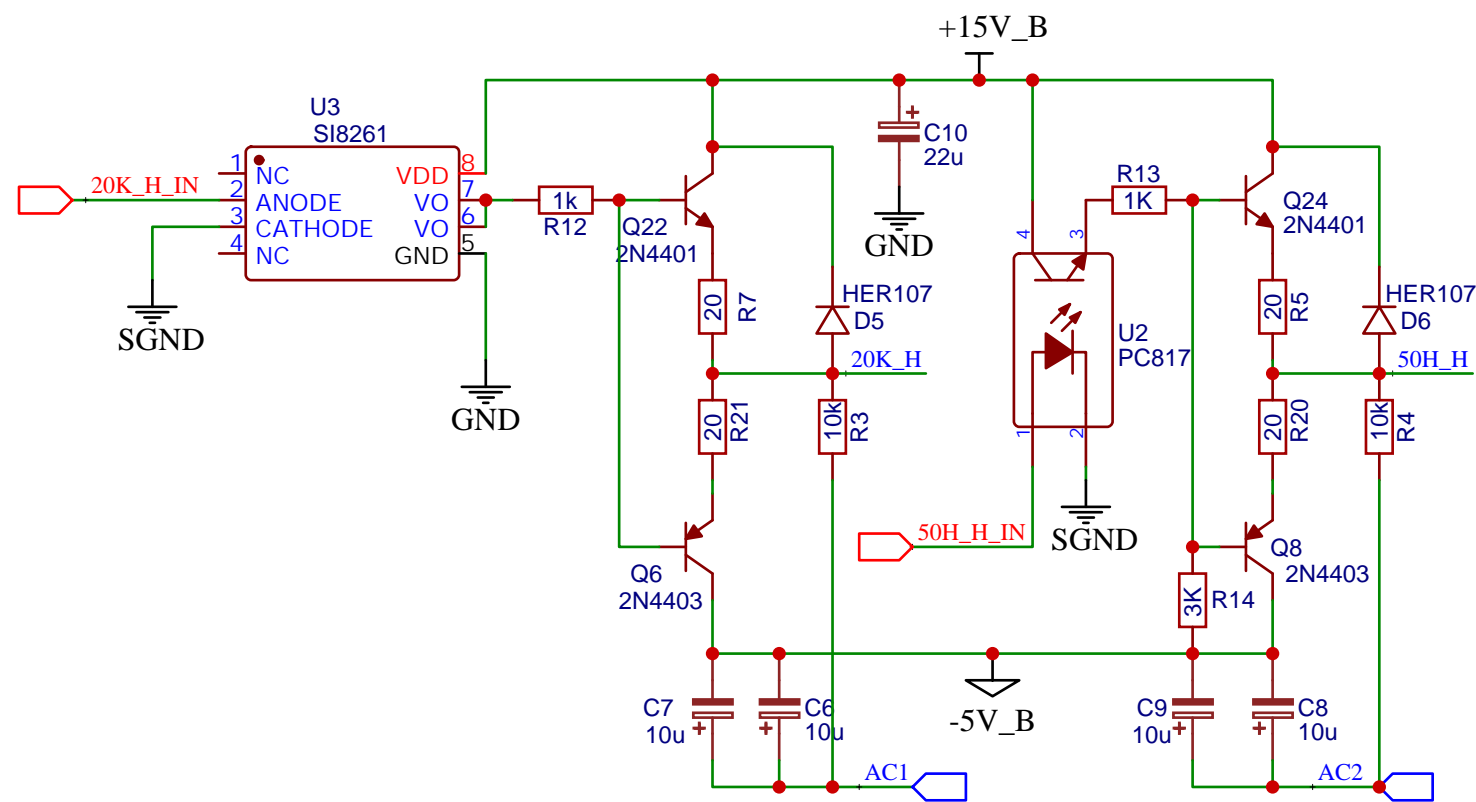 +15V_B
U3
SI8261
1
NC
VDD
8
20K_H_IN
2
ANODE
VO
7
3
CATHODE
VO
6
4
NC
GND
5
SGND
GND
1k
R12
Q22
2N4401
C10
22u
GND
R13
1K
Q24
2N4401
4
3
20
R7
HER107
D5
20K_H
U2
PC817
1
2
20
R5
HER107
D6
50H_H
20
R21
10k
R3
50H_H_IN
SGND
20
R20
10k
R4
Q6
2N4403
Q8
2N4403
3K
R14
C7
10u
C6
10u
-5V_B
C9
10u
C8
10u
AC1
AC2